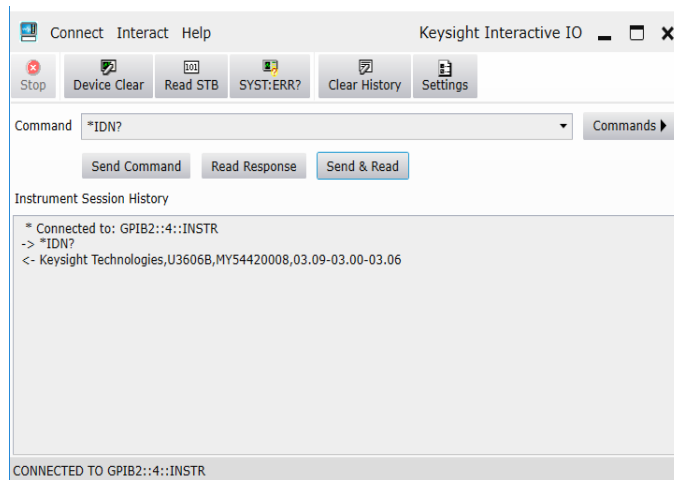 Connect Interact Help Keysight Interactive IO
Stop Device Clear 101 Read STB SYST:ERR? Clear History Settings
Command *IDN? Commands
Send Command Read Response Send & Read
Instrument Session History
* Connected to: GPIB2::4::INSTR
-> *IDN?
<- Keysight Technologies,U3606B,MY54420008,03.09-03.00-03.06
CONNECTED TO GPIB2::4::INSTR